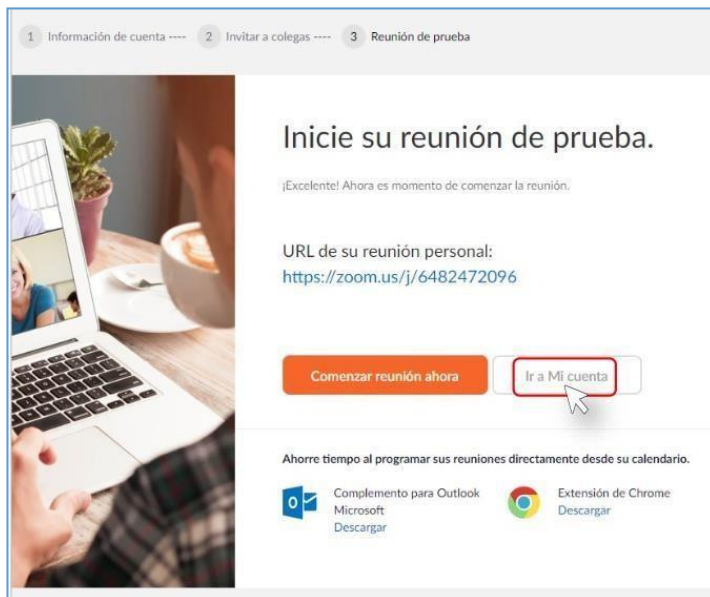 1 Información de cuenta ---- 2 Invitar a colegas ---- 3 Reunión de prueba
Inicie su reunión de prueba.
¡Excelente! Ahora es momento de comenzar la reunión.
URL de su reunión personal:
https://zoom.us/j/6482472096
Comenzar reunión ahora
Ir a Mi cuenta
Ahorre tiempo al programar sus reuniones directamente desde su calendario.
Complemento para Outlook
Microsoft
Descargar
Extensión de Chrome
Descargar